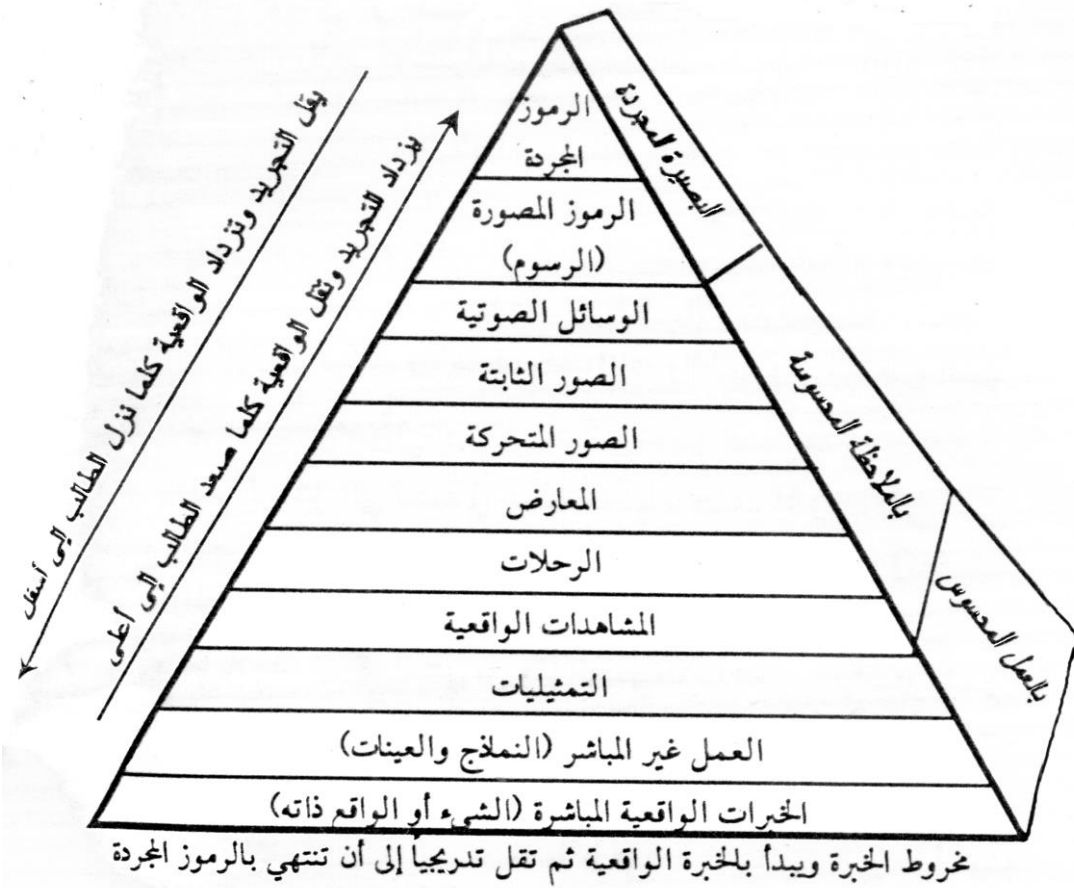 الرموز
المجردة
الرموز المصورة
(الرسوم)
الوسائل الصوتية
الصور الثابتة
الصور المتحركة
المعارض
الرحلات
المشاهدات الواقعية
التمثيليات
العمل غير المباشر (النماذج والعينات)
الخبرات الواقعية المباشرة (الشيء أو الواقع ذاته)
البصيرة المجردة
بالملاحظة المحسوسة
بالعمل المحسوس
يقل التجريد وتزداد الواقعية كلما نزل الطالب إلى أسفل
يزداد التجريد وتقل الواقعية كلما صعد الطالب إلى أعلى
مخروط الخبرة ويبدأ بالخبرة الواقعية ثم تقل تدريجياً إلى أن تنتهي بالرموز المجردة